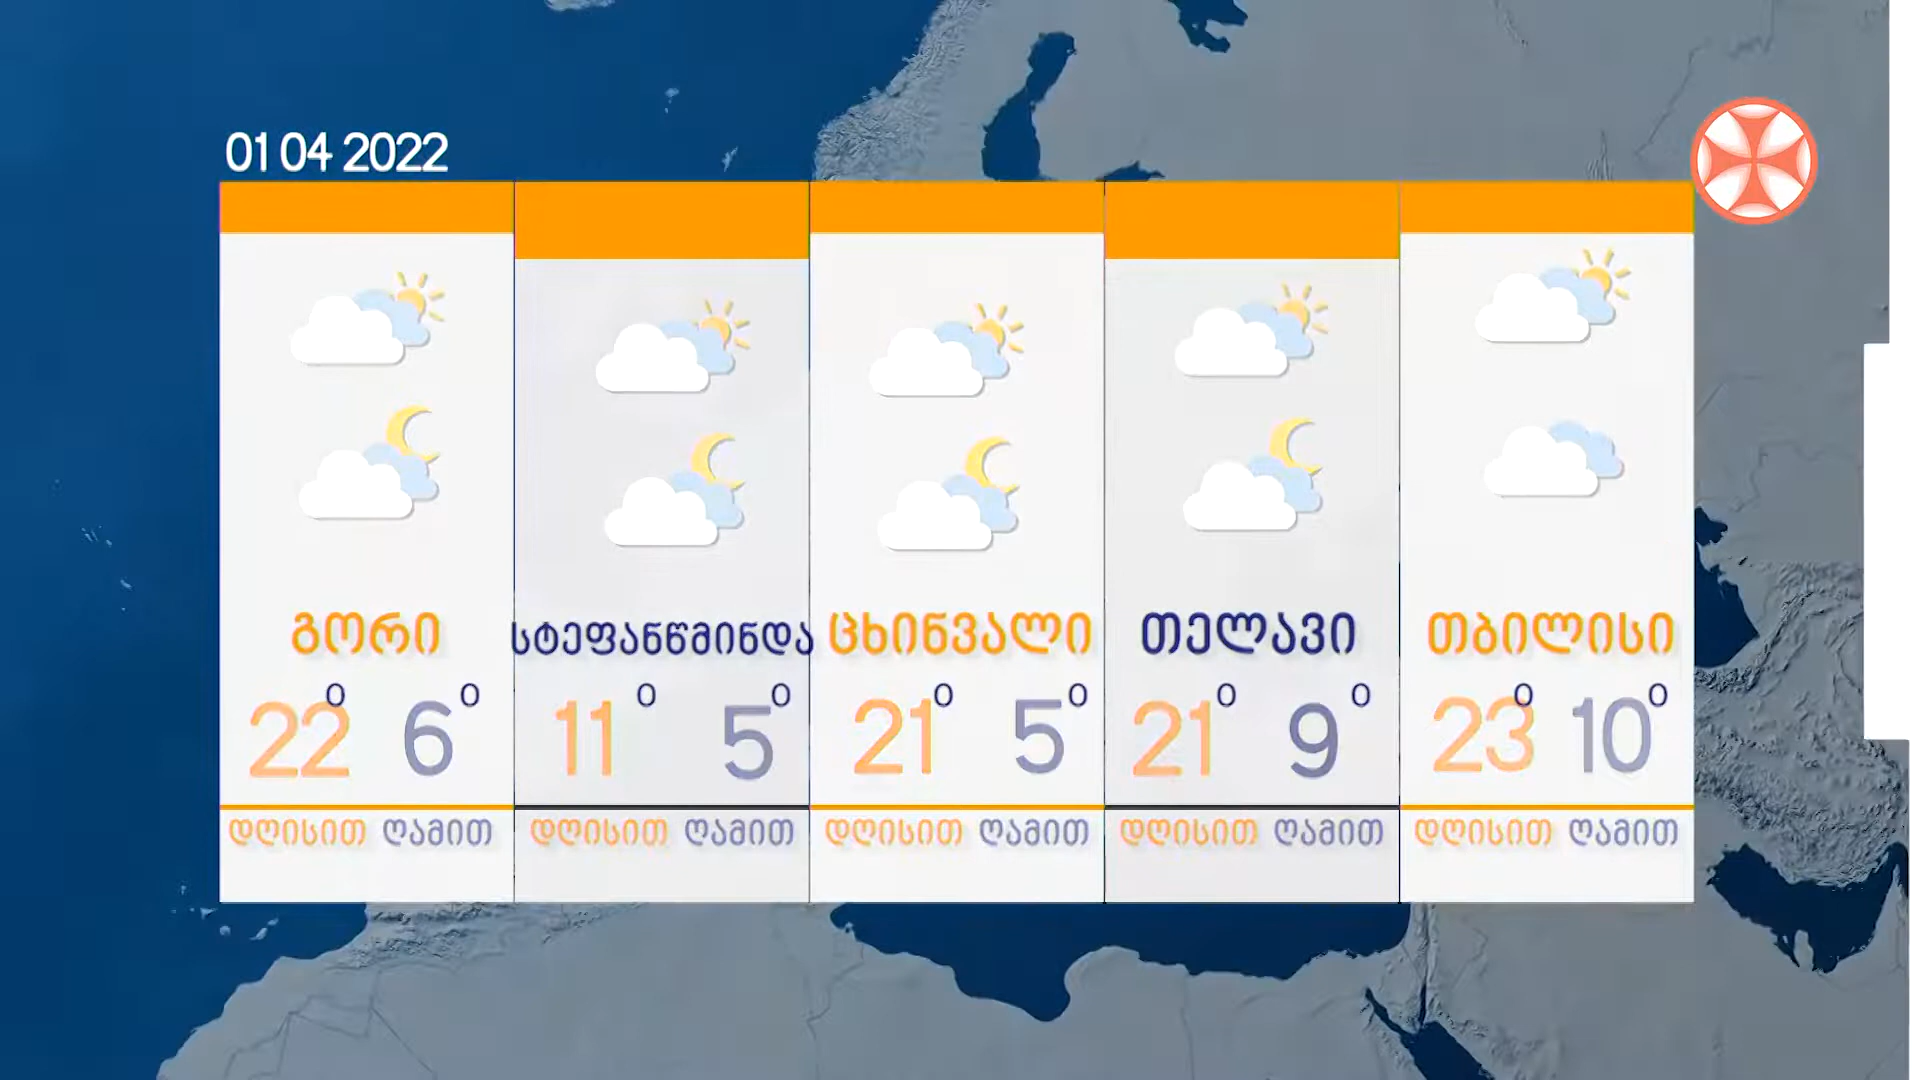 01 04 2022
გორი
22° 6°
დღისით ღამით
სტეფანწმინდა
11° 5°
დღისით ღამით
ცხინვალი
21° 5°
დღისით ღამით
თელავი
21° 9°
დღისით ღამით
თბილისი
23° 10°
დღისით ღამით